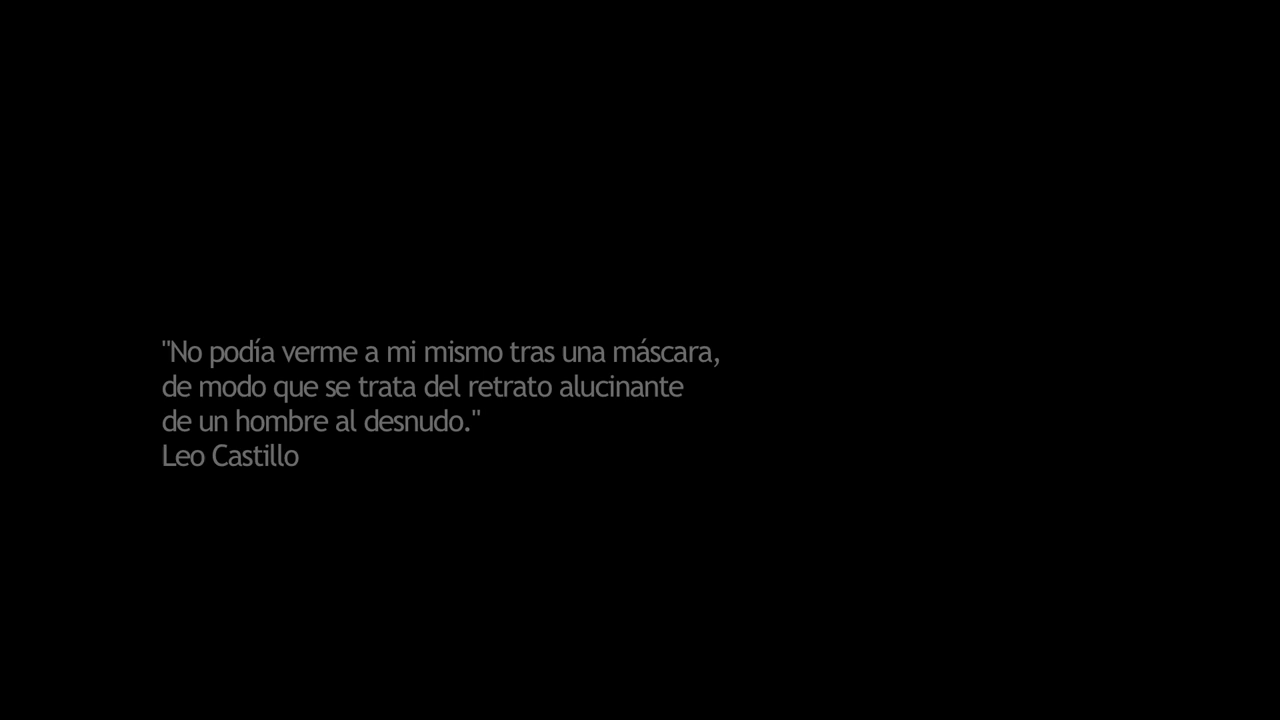 "No podía verme a mi mismo tras una máscara,
de modo que se trata del retrato alucinante
de un hombre al desnudo."
Leo Castillo